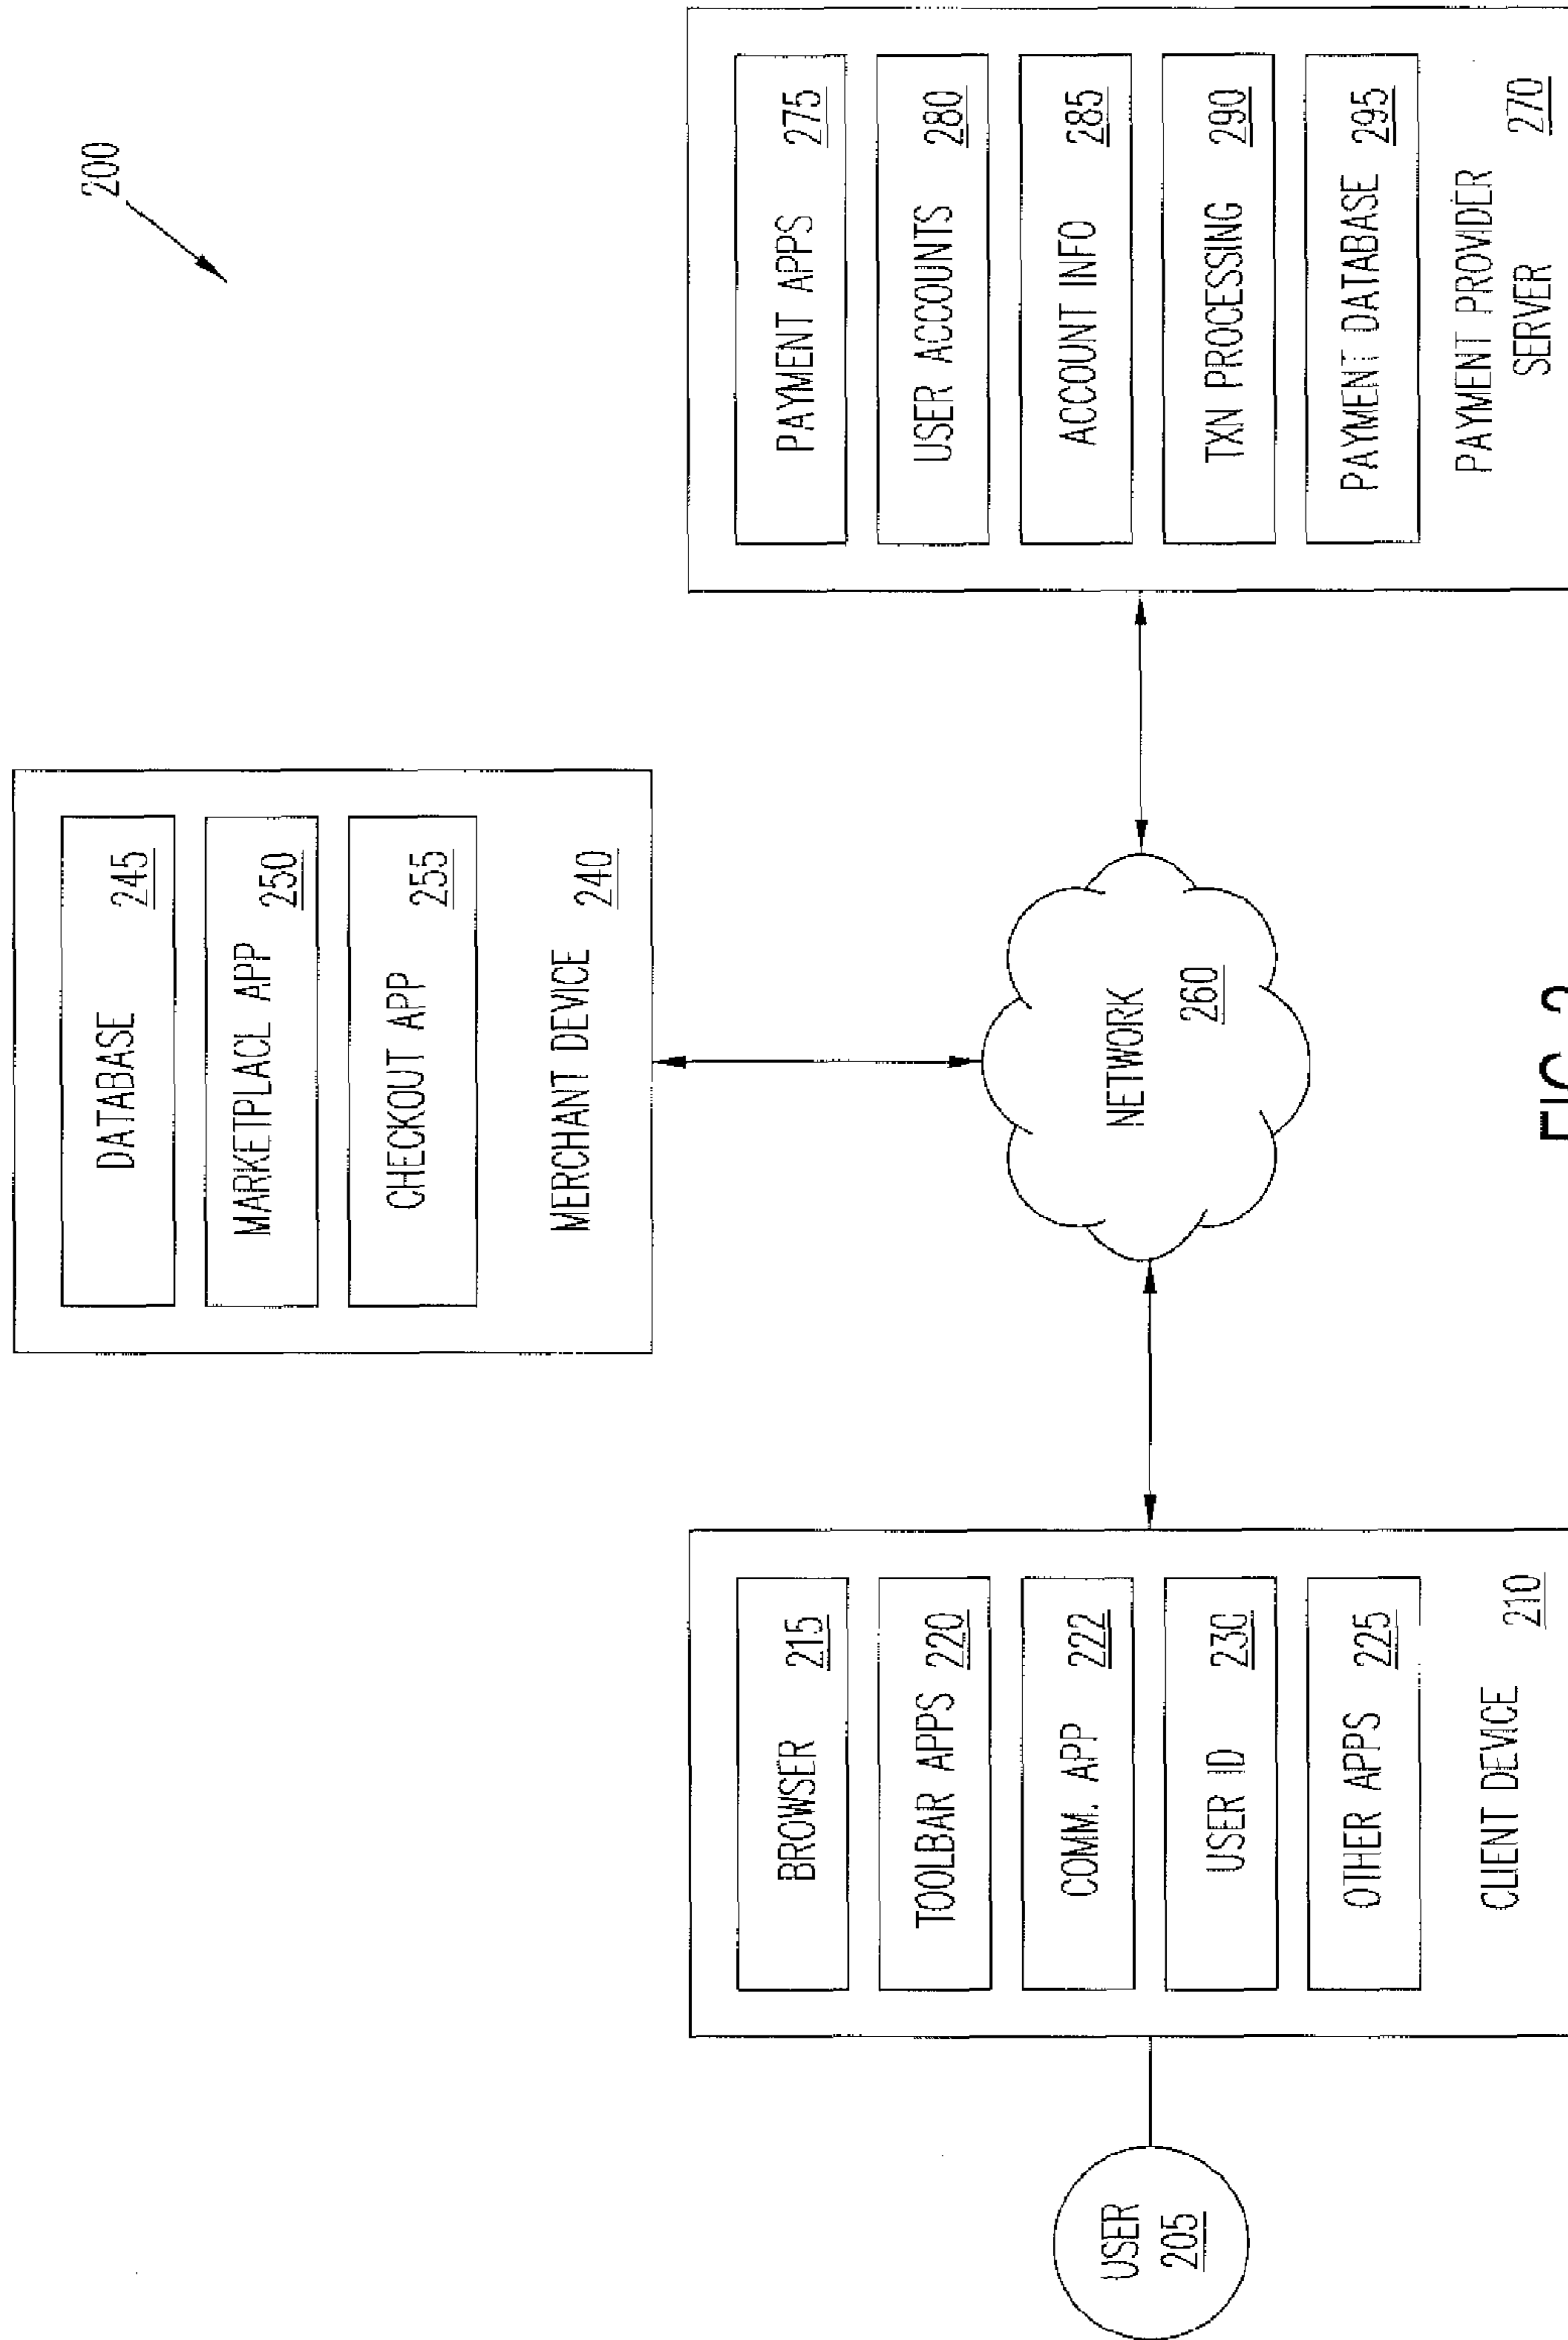 200
DATABASE 245
MARKETPLACL APP 250
CHECKOUT APP 255
MERCHANT DEVICE 240
USER
205
BROWSER 215
TOOLBAR APPS 220
COMM. APP 222
USER ID 230
OTHER APPS 225
CLIENT DEVICE 210
NETWORK
260
PAYMENT APPS 275
USER ACCOUNTS 280
ACCOUNT INFO 285
TXN PROCESSING 290
PAYMENT DATABASE 295
PAYMENT PROVIDER
SERVER 270
FIG.